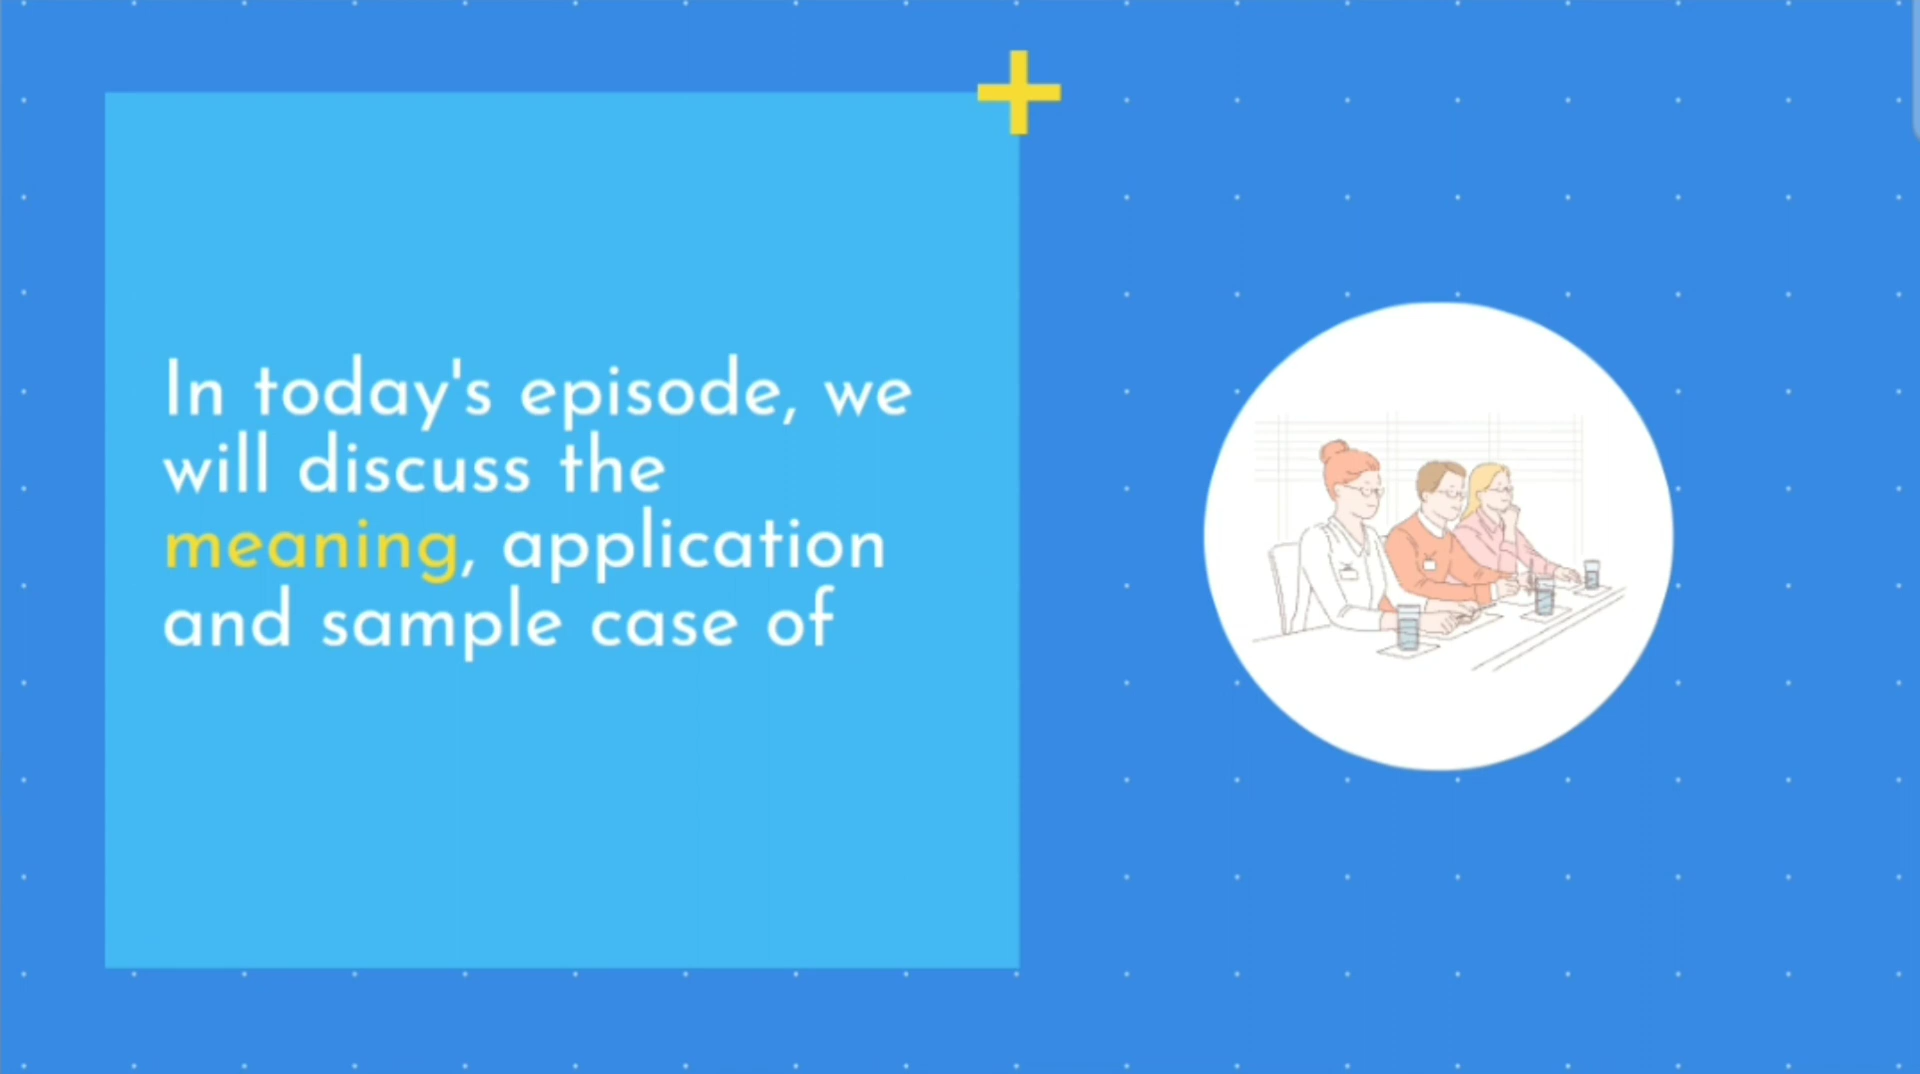 In today's episode, we
will discuss the
meaning, application
and sample case of